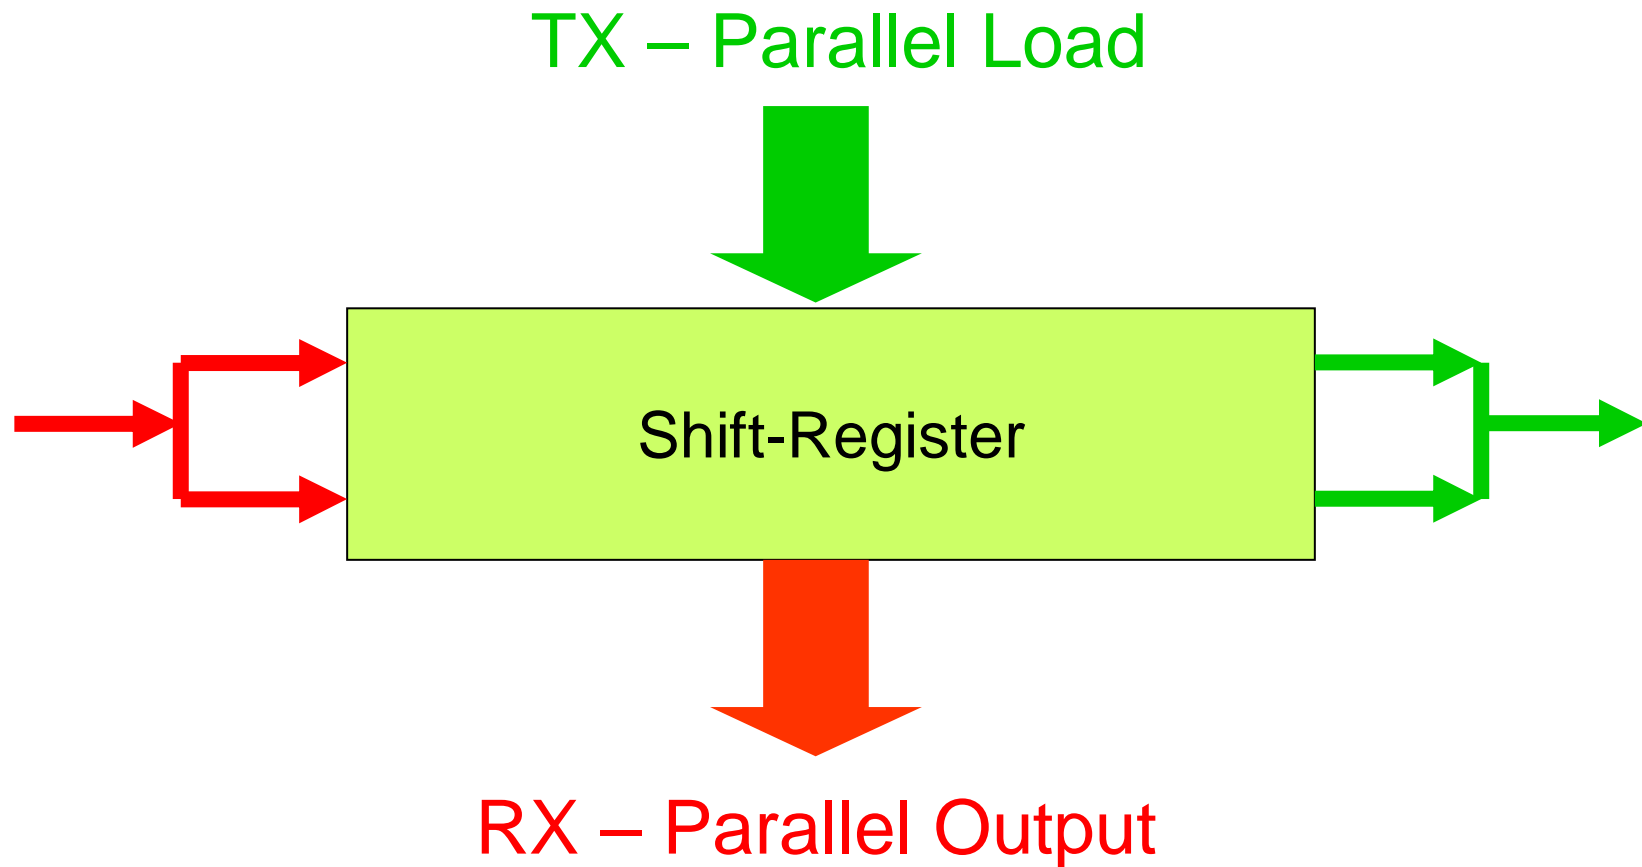 TX – Parallel Load
Shift-Register
RX – Parallel Output